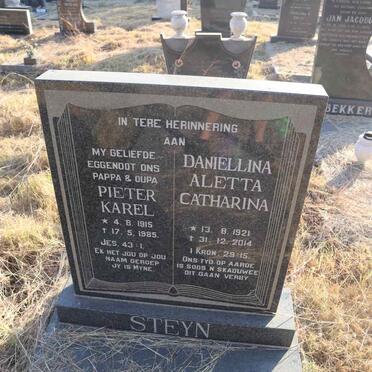 IN TERE HERINNERING
AAN
MY GELIEFDE
EGGENOOT ONS
PAPPA & OUPA
PIETER
KAREL
* 4.8.1915
† 17.5.1985.
JES. 43:1.
EK HET JOU OP JOU
NAAM GEROEP
JY IS MYNE.
DANIELLINA
ALETTA
CATHARINA
* 13.8.1921
† 31.12.2014
1 KRON. 29:15.
ONS TYD OP AARDE
IS SOOS 'N SKADUWEE
DIT GAAN VERBY
STEYN
JAN JACOBU
BEKKER